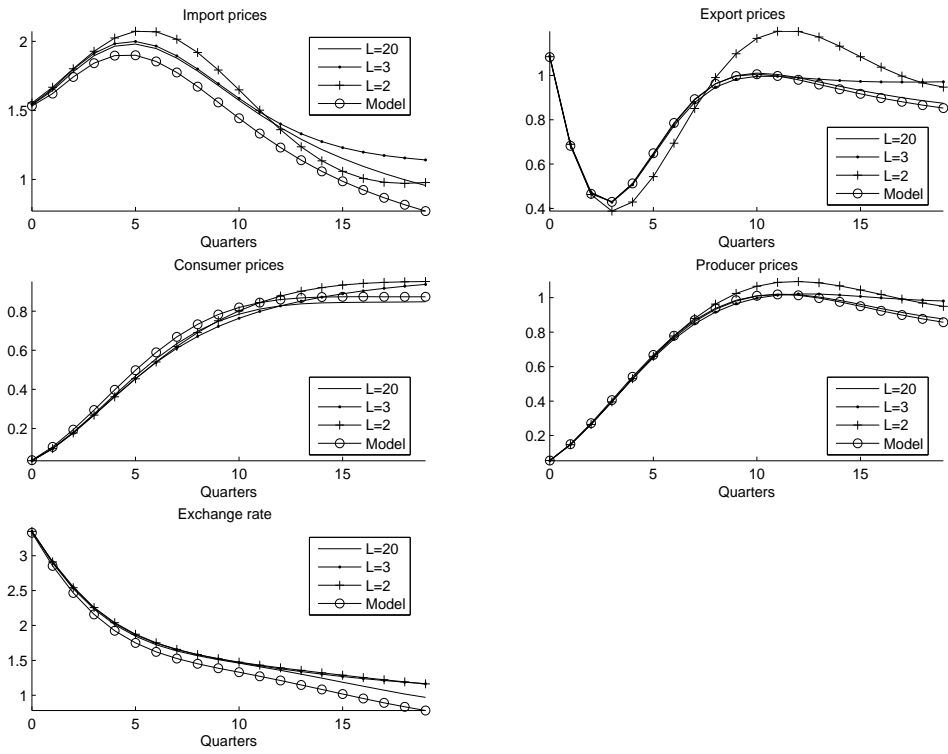 Import prices
2
1.5
1
0 5 10 15
Quarters
L=20
L=3
L=2
Model
Export prices
1
0.8
0.6
0.4
0 5 10 15
Quarters
L=20
L=3
L=2
Model
Consumer prices
0.8
0.6
0.4
0.2
0 5 10 15
Quarters
L=20
L=3
L=2
Model
Producer prices
1
0.8
0.6
0.4
0.2
0 5 10 15
Quarters
L=20
L=3
L=2
Model
Exchange rate
3
2.5
2
1.5
1
0 5 10 15
Quarters
L=20
L=3
L=2
Model